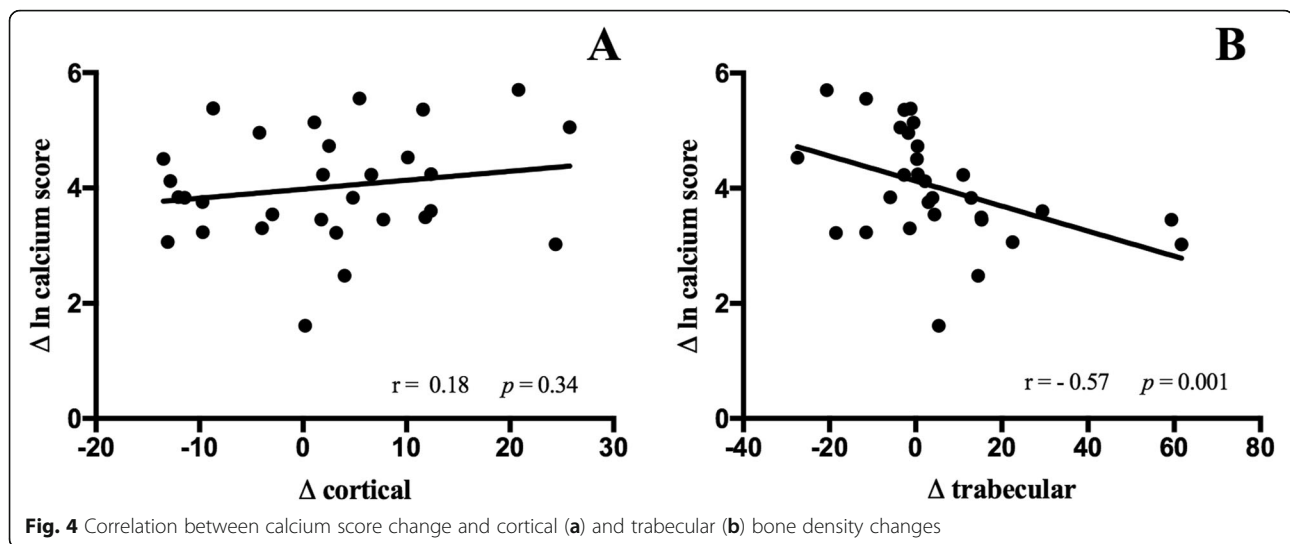 A
6
4
2
0
Δ ln calcium score
r = 0.18 p = 0.34
-20 -10 0 10 20 30
Δ cortical
B
6
4
2
0
Δ ln calcium score
r = - 0.57 p = 0.001
-40 -20 0 20 40 60 80
Δ trabecular
Fig. 4 Correlation between calcium score change and cortical (a) and trabecular (b) bone density changes